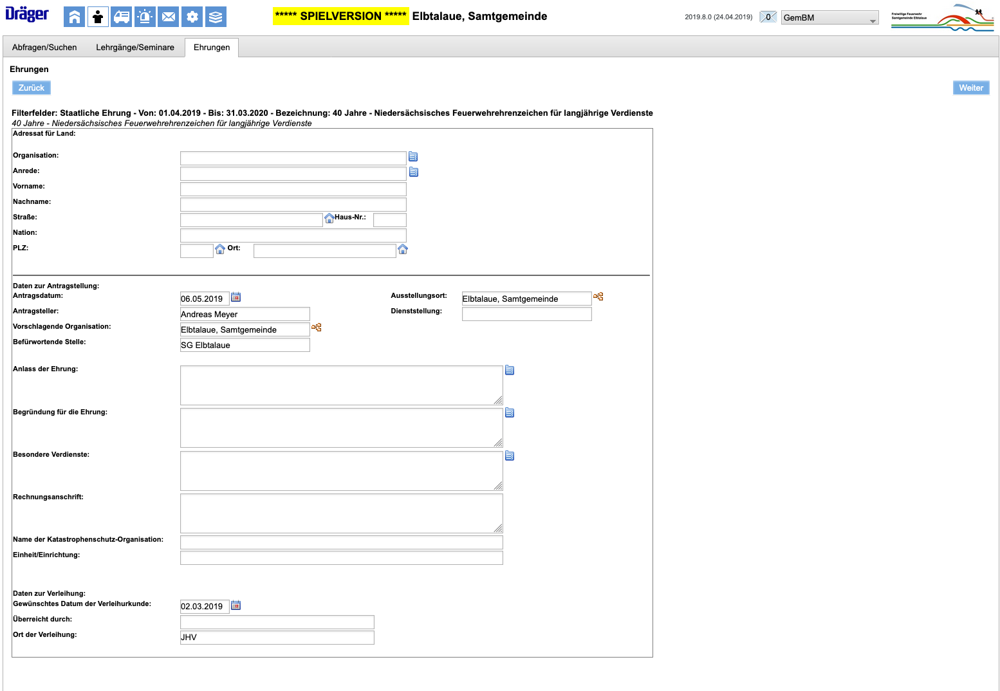 Dräger
***** SPIELVERSION ***** Elbtalaue, Samtgemeinde
2019.8.0 (24.04.2019)
0
GemBM
Freiwillige Feuerwehr
Samtgemeinde Elbtalaue
Abfragen/Suchen
Lehrgänge/Seminare
Ehrungen
Ehrungen
Zurück
Weiter
Filterfelder: Staatliche Ehrung - Von: 01.04.2019 - Bis: 31.03.2020 - Bezeichnung: 40 Jahre - Niedersächsisches Feuerwehrehrenzeichen für langjährige Verdienste
40 Jahre - Niedersächsisches Feuerwehrehrenzeichen für langjährige Verdienste
Adressat für Land:
Organisation:
Anrede:
Vorname:
Nachname:
Straße:
Haus-Nr.:
Nation:
PLZ:
Ort:
Daten zur Antragstellung:
Antragsdatum: 06.05.2019
Ausstellungsort: Elbtalaue, Samtgemeinde
Antragsteller: Andreas Meyer
Dienststellung:
Vorschlagende Organisation: Elbtalaue, Samtgemeinde
Befürwortende Stelle: SG Elbtalaue
Anlass der Ehrung:
Begründung für die Ehrung:
Besondere Verdienste:
Rechnungsanschrift:
Name der Katastrophenschutz-Organisation:
Einheit/Einrichtung:
Daten zur Verleihung:
Gewünschtes Datum der Verleihurkunde: 02.03.2019
Überreicht durch:
Ort der Verleihung: JHV